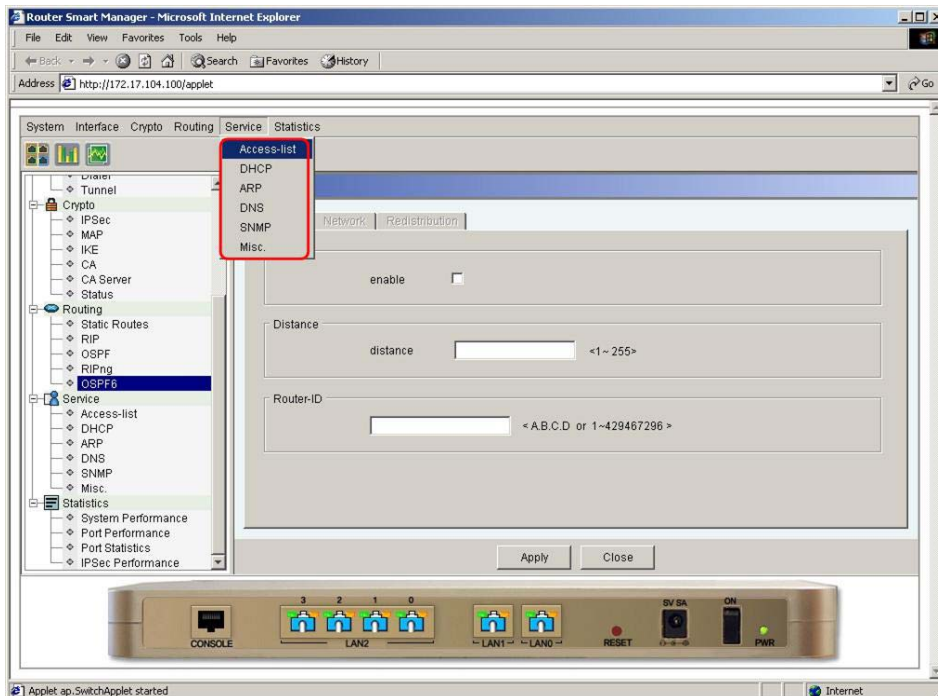 Router Smart Manager - Microsoft Internet Explorer
File Edit View Favorites Tools Help
Back Search Favorites History
Address http://172.17.104.100/applet Go
System Interface Crypto Routing Service Statistics
Access-list
DHCP
ARP
DNS
SNMP
Misc.
Dialer
Tunnel
Crypto
IPSec
MAP
IKE
CA
CA Server
Status
Routing
Static Routes
RIP
OSPF
RIPng
OSPF6
Service
Access-list
DHCP
ARP
DNS
SNMP
Misc.
Statistics
System Performance
Port Performance
Port Statistics
IPSec Performance
Network Redistribution
enable
Distance
distance <1~ 255>
Router-ID
< A.B.C.D or 1~429467296 >
Apply Close
CONSOLE
3 2 1 0
LAN2
LAN1 LAN0
RESET
5V 5A
ON
PWR
Applet ap.SwitchApplet started Internet